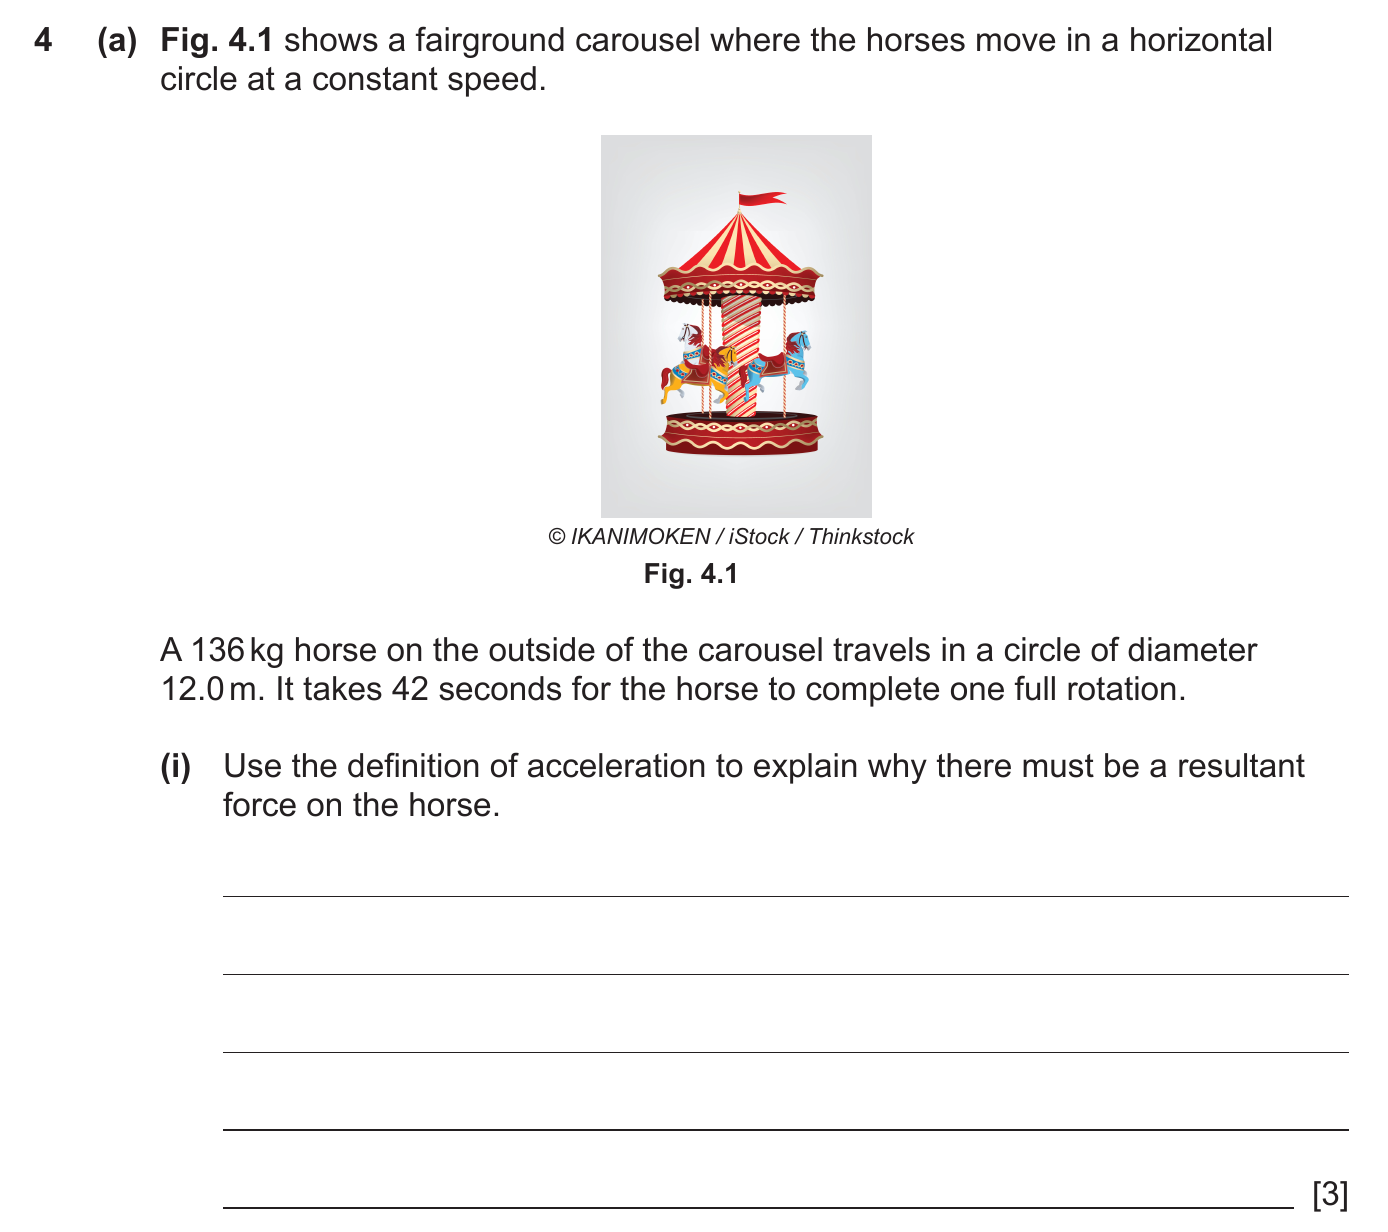 4 (a) Fig. 4.1 shows a fairground carousel where the horses move in a horizontal
circle at a constant speed.
© IKANIMOKEN / iStock / Thinkstock
Fig. 4.1
A 136 kg horse on the outside of the carousel travels in a circle of diameter
12.0 m. It takes 42 seconds for the horse to complete one full rotation.
(i) Use the definition of acceleration to explain why there must be a resultant
force on the horse.
[3]